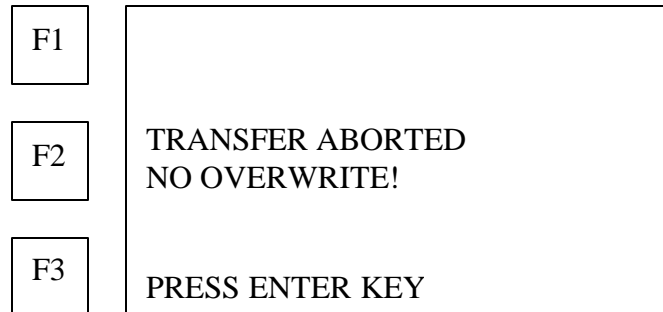 F1
F2
TRANSFER ABORTED
NO OVERWRITE!
F3
PRESS ENTER KEY